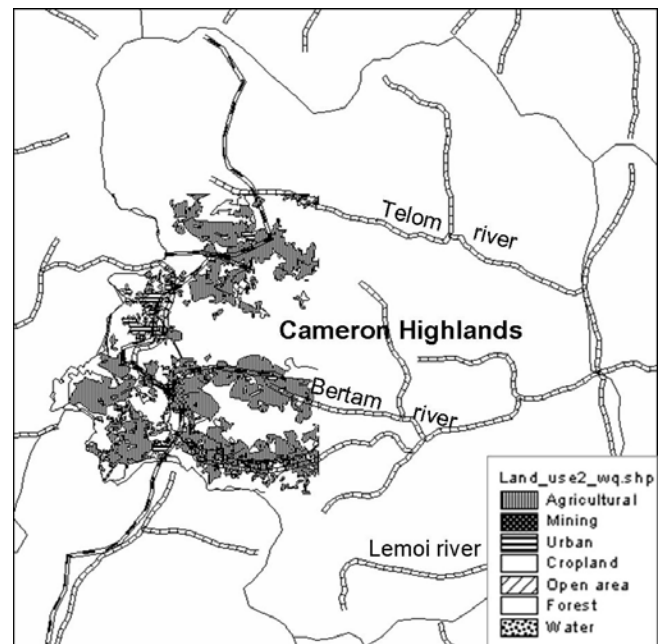 Telom river
Cameron Highlands
Bertam river
Lemoi river
Land_use2_wq.shp
Agricultural
Mining
Urban
Cropland
Open area
Forest
Water